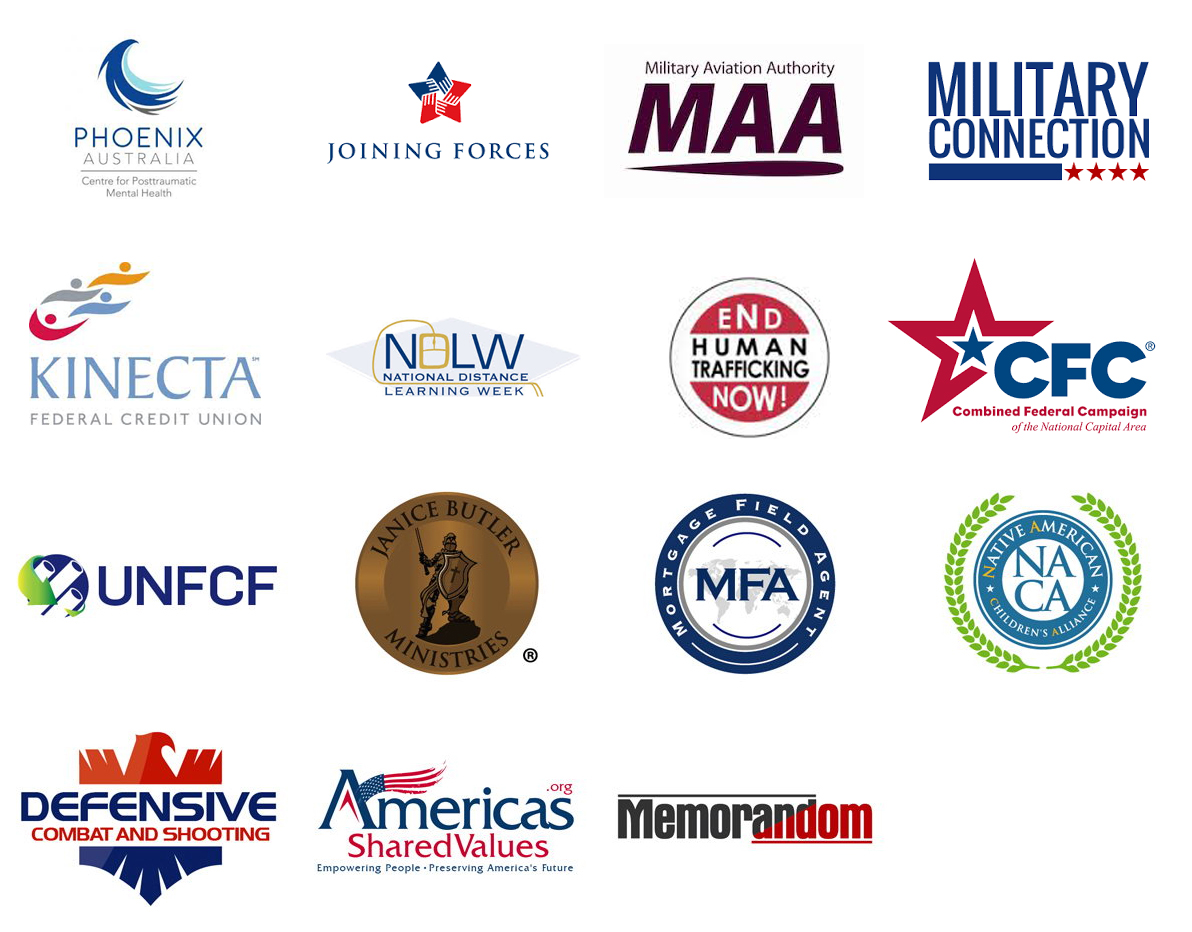 PHOENIX
AUSTRALIA
Centre for Posttraumatic
Mental Health
JOINING FORCES
Military Aviation Authority
MAA
MILITARY
CONNECTION
KINECTA℠
FEDERAL CREDIT UNION
NDLW
NATIONAL DISTANCE
LEARNING WEEK
END
HUMAN
TRAFFICKING
NOW!
CFC®
Combined Federal Campaign
of the National Capital Area
UNFCF
JANICE BUTLER
MINISTRIES
®
MORTGAGE FIELD AGENT
MFA
NATIVE AMERICAN
NA
CA
CHILDREN'S ALLIANCE
DEFENSIVE
COMBAT AND SHOOTING
.org
Americas
SharedValues
Empowering People • Preserving America's Future
Memorandom